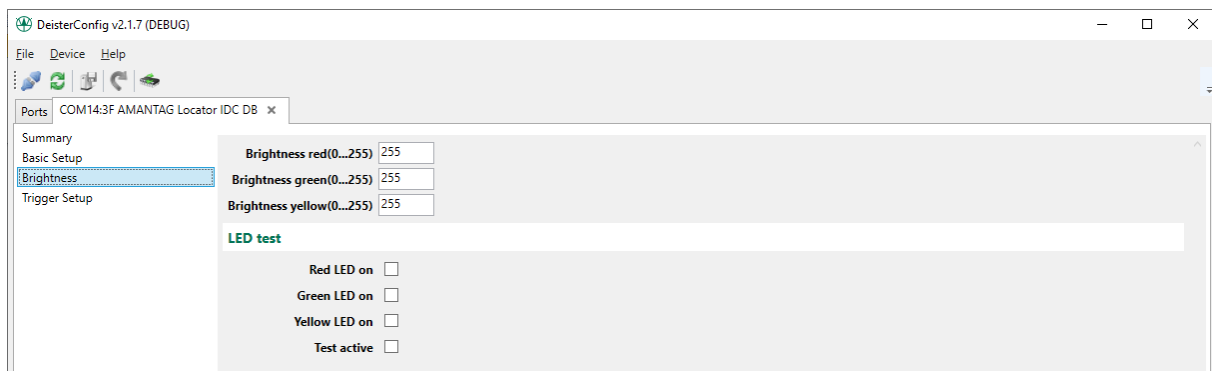 DeisterConfig v2.1.7 (DEBUG)
File Device Help
Ports COM14:3F AMANTAG Locator IDC DB
Summary
Basic Setup
Brightness
Trigger Setup
Brightness red(0...255) 255
Brightness green(0...255) 255
Brightness yellow(0...255) 255
LED test
Red LED on
Green LED on
Yellow LED on
Test active